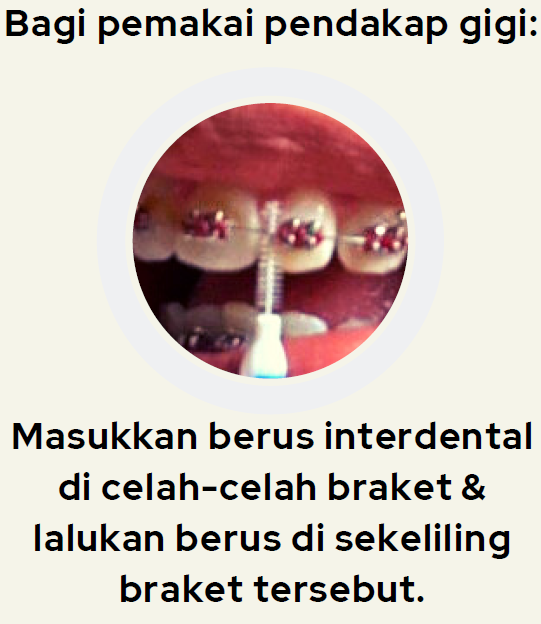 Bagi pemakai pendakap gigi:
Masukkan berus interdental
di celah-celah braket &
lalukan berus di sekeliling
braket tersebut.